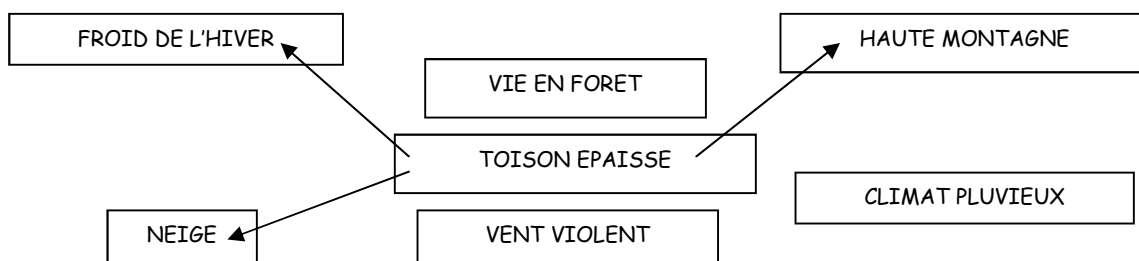 FROID DE L'HIVER
HAUTE MONTAGNE
VIE EN FORET
TOISON EPAISSE
CLIMAT PLUVIEUX
NEIGE
VENT VIOLENT